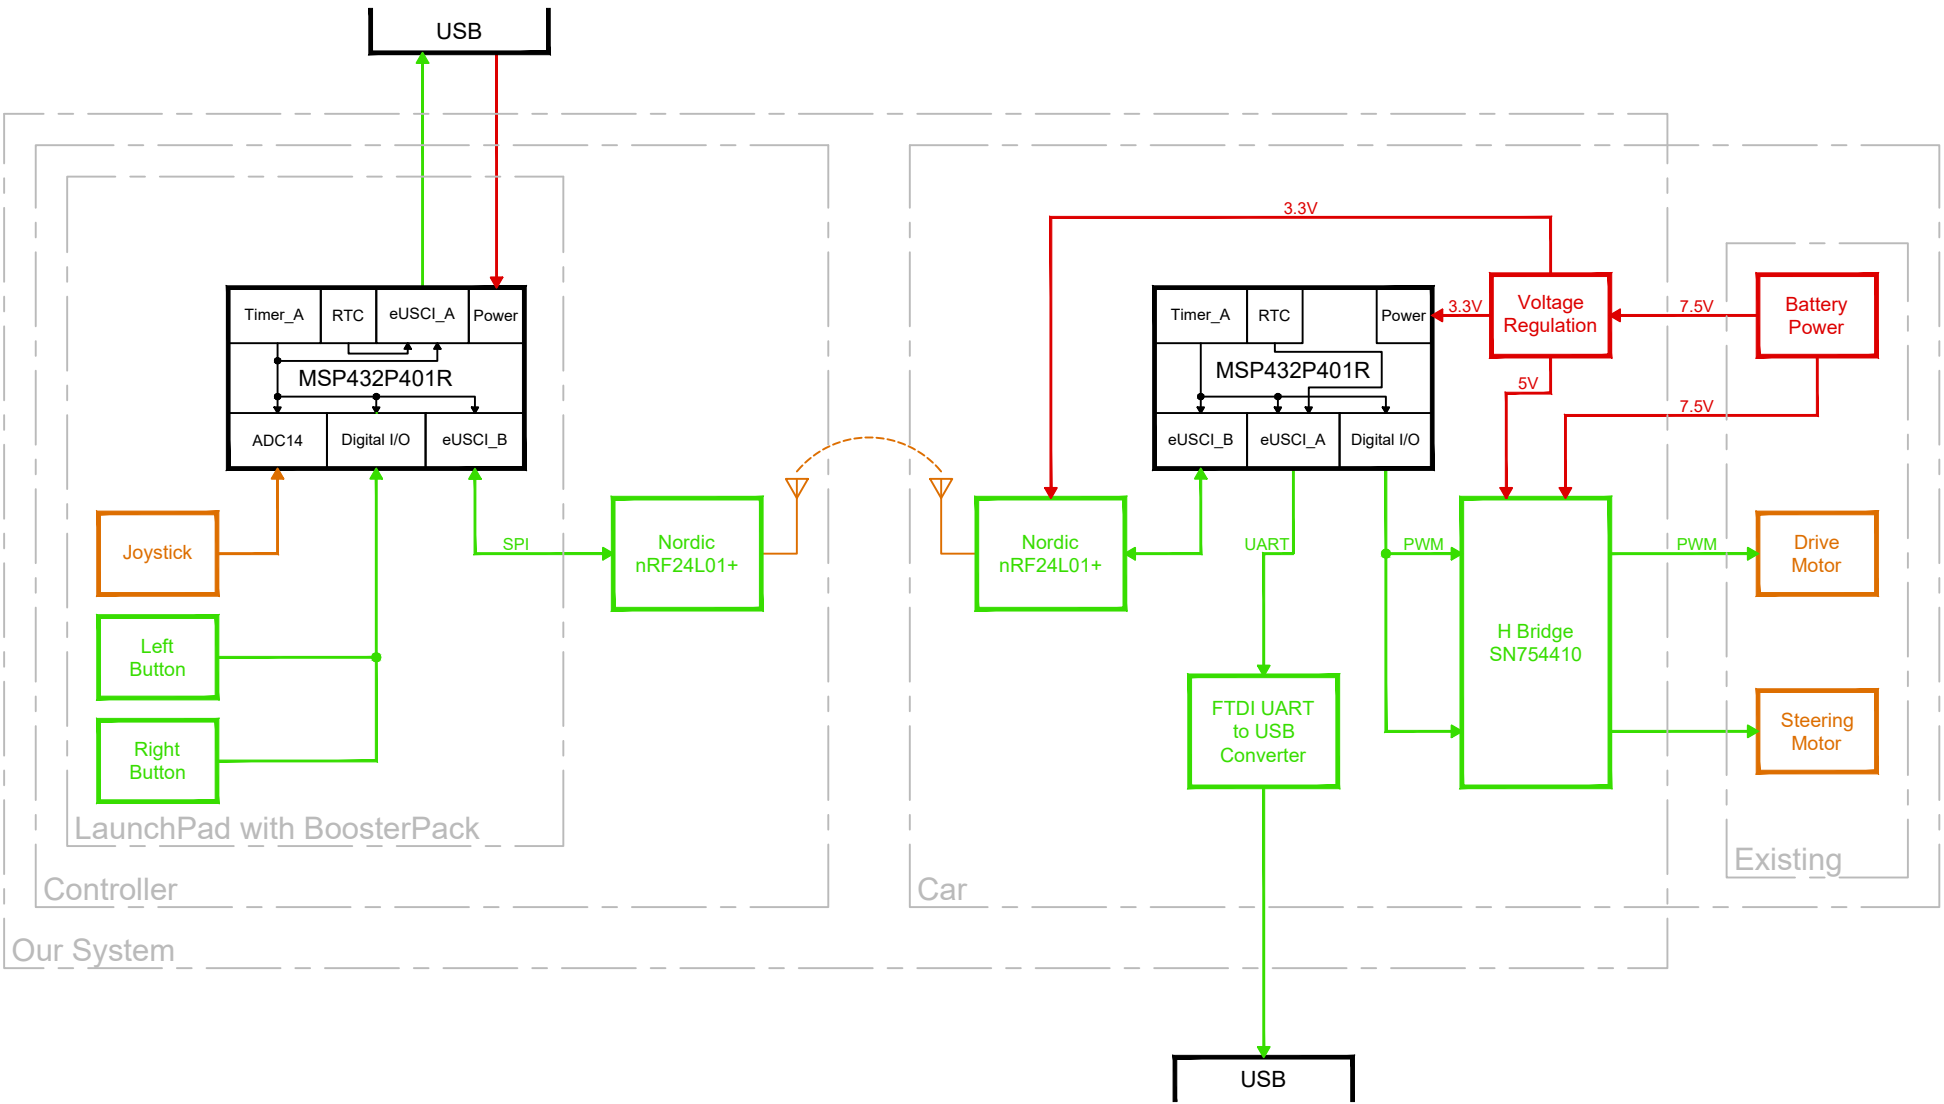 USB
3.3V
Timer_A
RTC
eUSCI_A
Power
MSP432P401R
ADC14
Digital I/O
eUSCI_B
Timer_A
RTC
Power
MSP432P401R
eUSCI_B
eUSCI_A
Digital I/O
3.3V
Voltage
Regulation
7.5V
Battery
Power
5V
7.5V
Joystick
SPI
Nordic
nRF24L01+
Nordic
nRF24L01+
UART
PWM
PWM
Drive
Motor
Left
Button
H Bridge
SN754410
Right
Button
FTDI UART
to USB
Converter
Steering
Motor
LaunchPad with BoosterPack
Existing
Controller
Car
Our System
USB